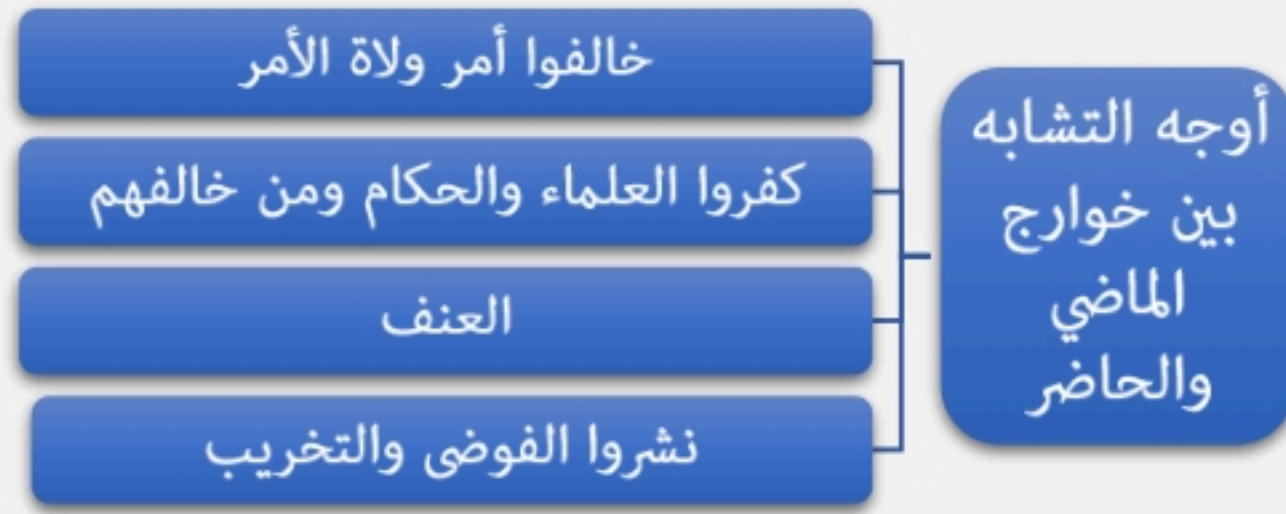 أوجه التشابه
بين خوارج
الماضي
والحاضر
خالفوا أمر ولاة الأمر
كفروا العلماء والحكام ومن خالفهم
العنف
نشروا الفوضى والتخريب